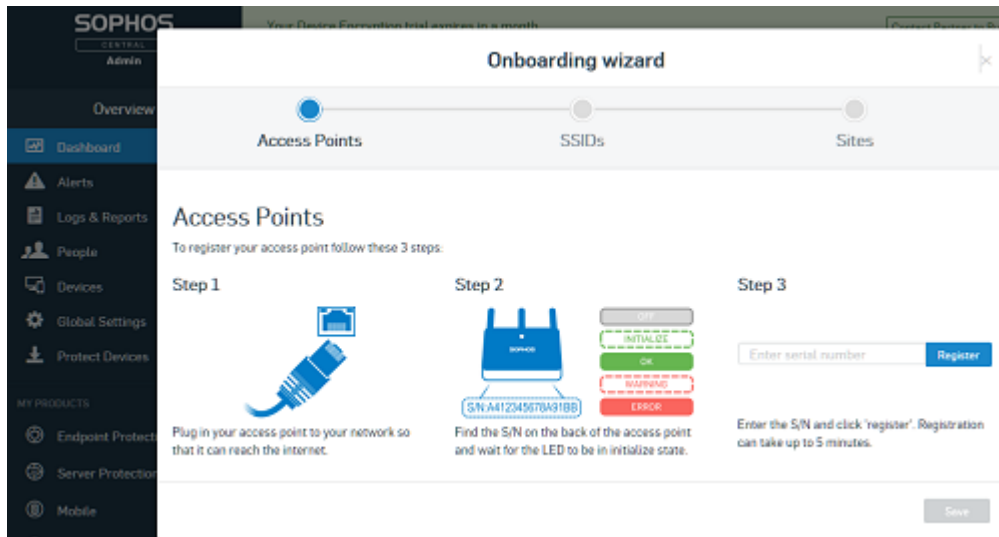 SOPHOS
CENTRAL
Admin
Your Device Encryption trial expires in a month
Overview
Dashboard
Alerts
Logs & Reports
People
Devices
Global Settings
Protect Devices
MY PRODUCTS
Endpoint Protecti
Server Protection
Mobile
Onboarding wizard
Access Points
SSIDs
Sites
Access Points
To register your access point follow these 3 steps:
Step 1
Plug in your access point to your network so
that it can reach the internet.
Step 2
SOPHOS
S/N:A412345678A91BB
OFF
INITIALIZE
OK
WARNING
ERROR
Find the S/N on the back of the access point
and wait for the LED to be in initialize state.
Step 3
Enter serial number
Register
Enter the S/N and click 'register'. Registration
can take up to 5 minutes.
Save